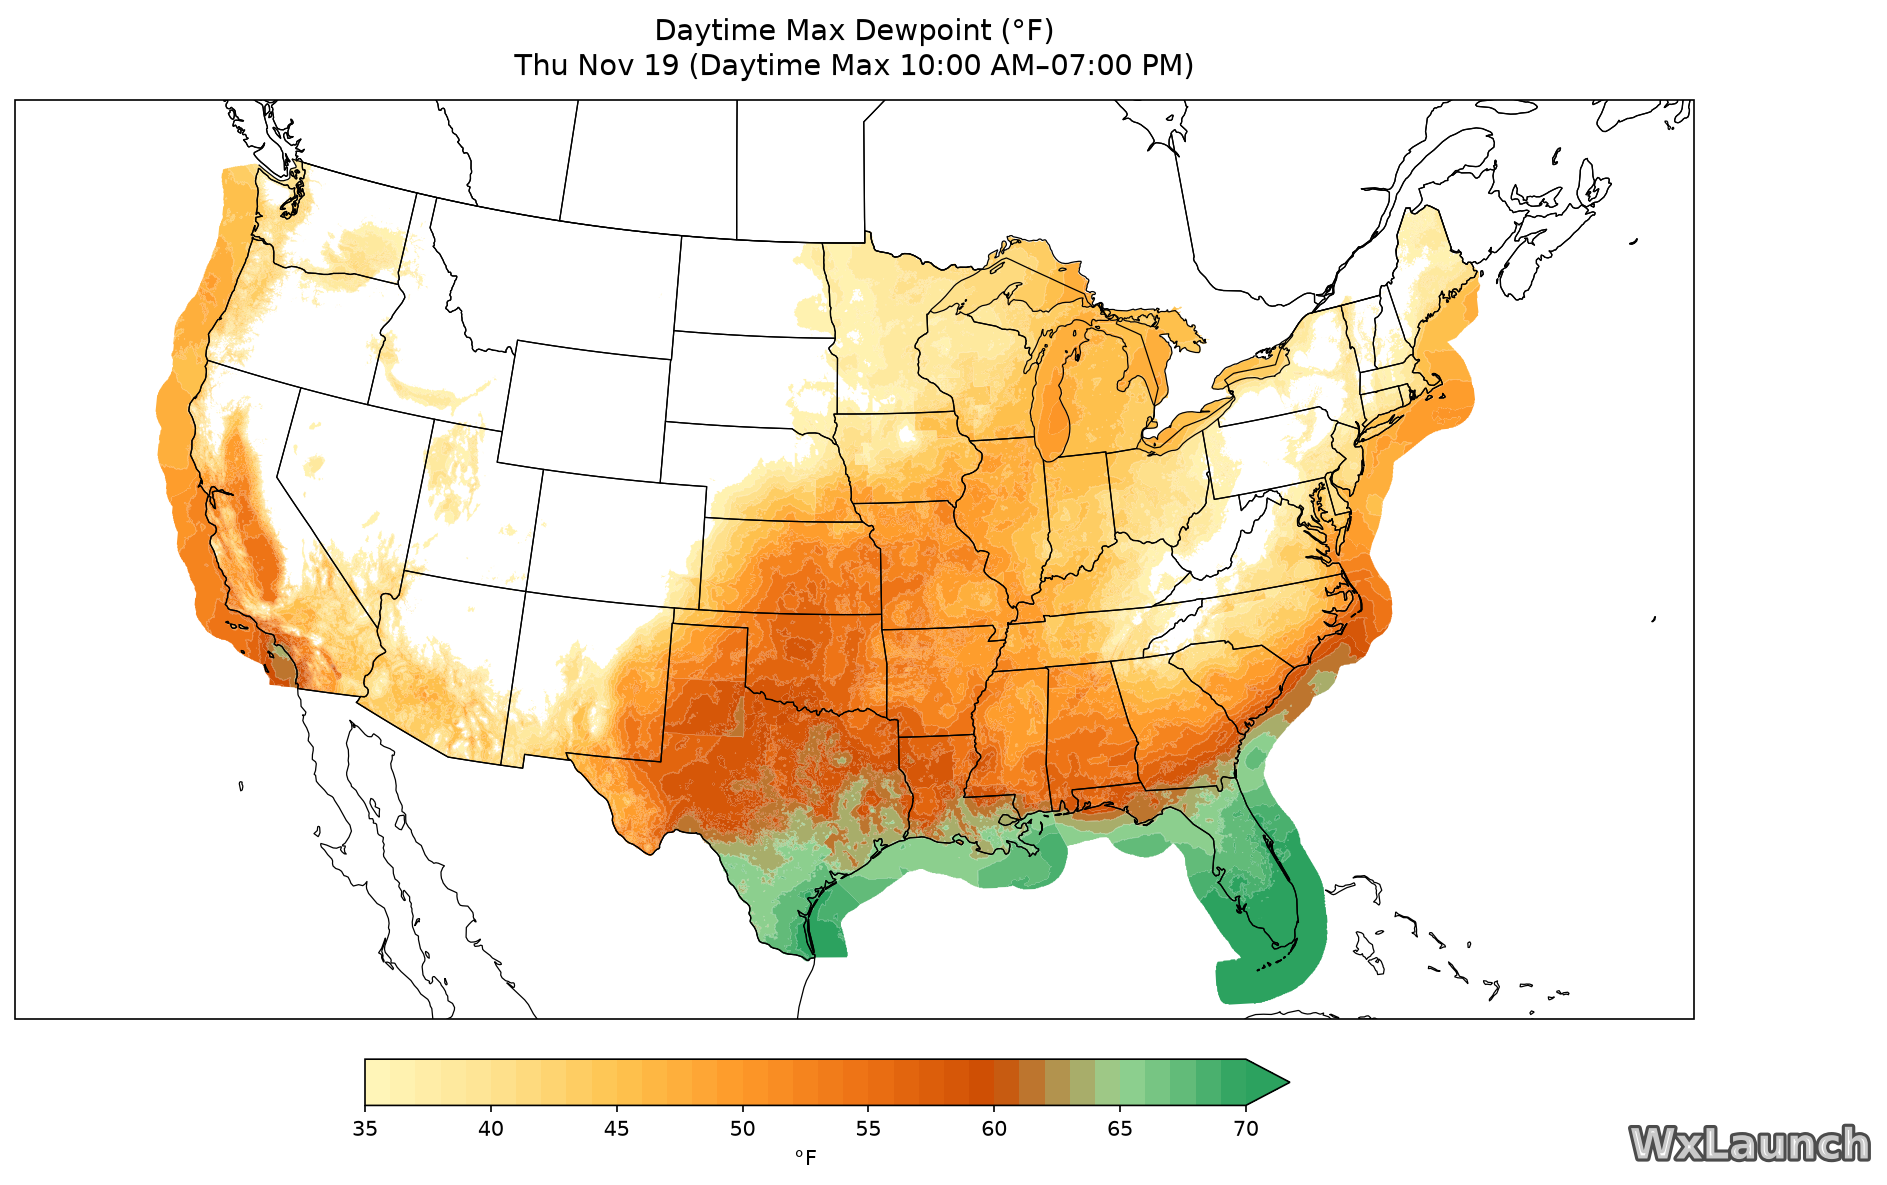 Daytime Max Dewpoint (°F)
Thu Nov 19 (Daytime Max 10:00 AM–07:00 PM)
35 40 45 50 55 60 65 70
°F
WxLaunch